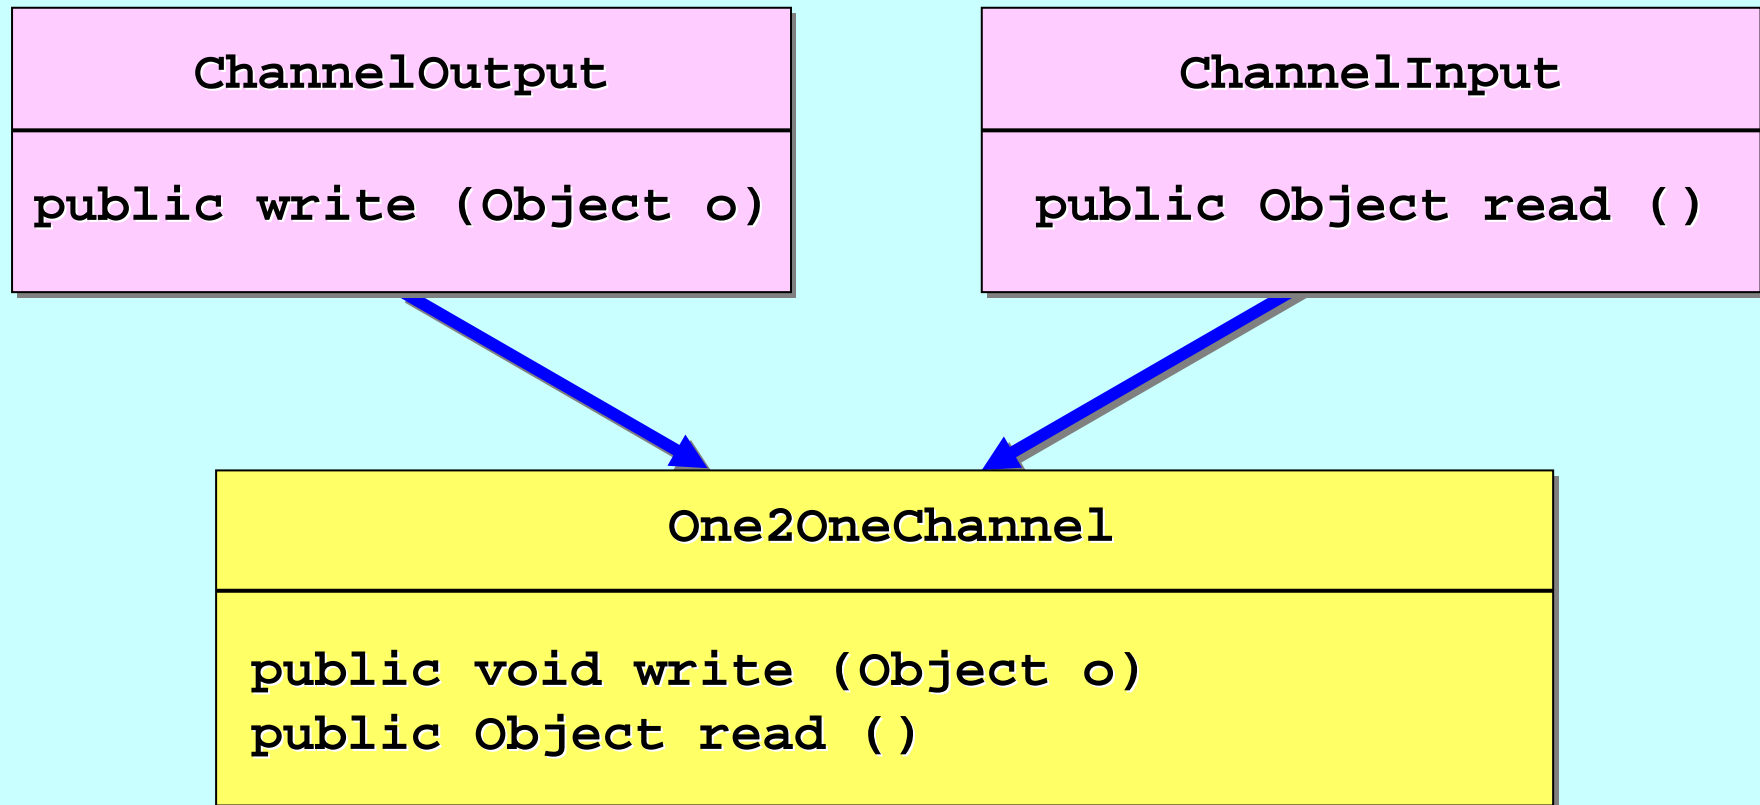 ChannelOutput
public write (Object o)
ChannelInput
public Object read ()
One2OneChannel
public void write (Object o)
public Object read ()